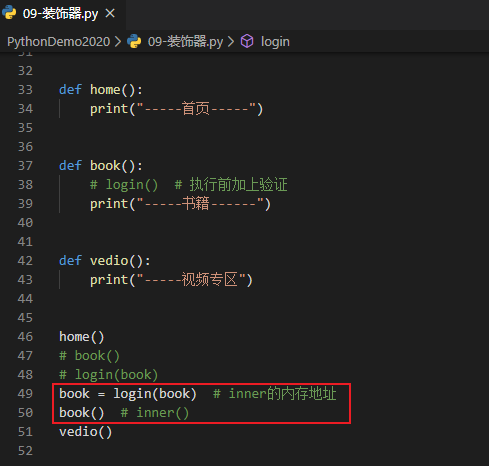 09-装饰器.py ×
PythonDemo2020 > 09-装饰器.py > login
32
33 def home():
34 print("-----首页-----")
35
36
37 def book():
38 # login()  # 执行前加上验证
39 print("-----书籍------")
40
41
42 def vedio():
43 print("-----视频专区")
44
45
46 home()
47 # book()
48 # login(book)
49 book = login(book)  # inner的内存地址
50 book()  # inner()
51 vedio()